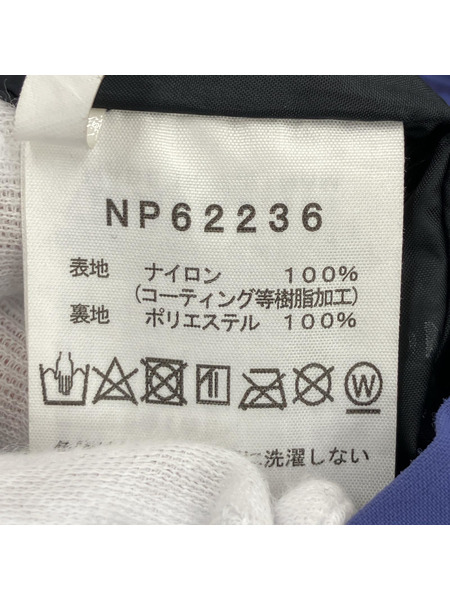 NP62236
表地 ナイロン 100%
(コーティング等樹脂加工)
裏地 ポリエステル 100%
W
に洗濯しない